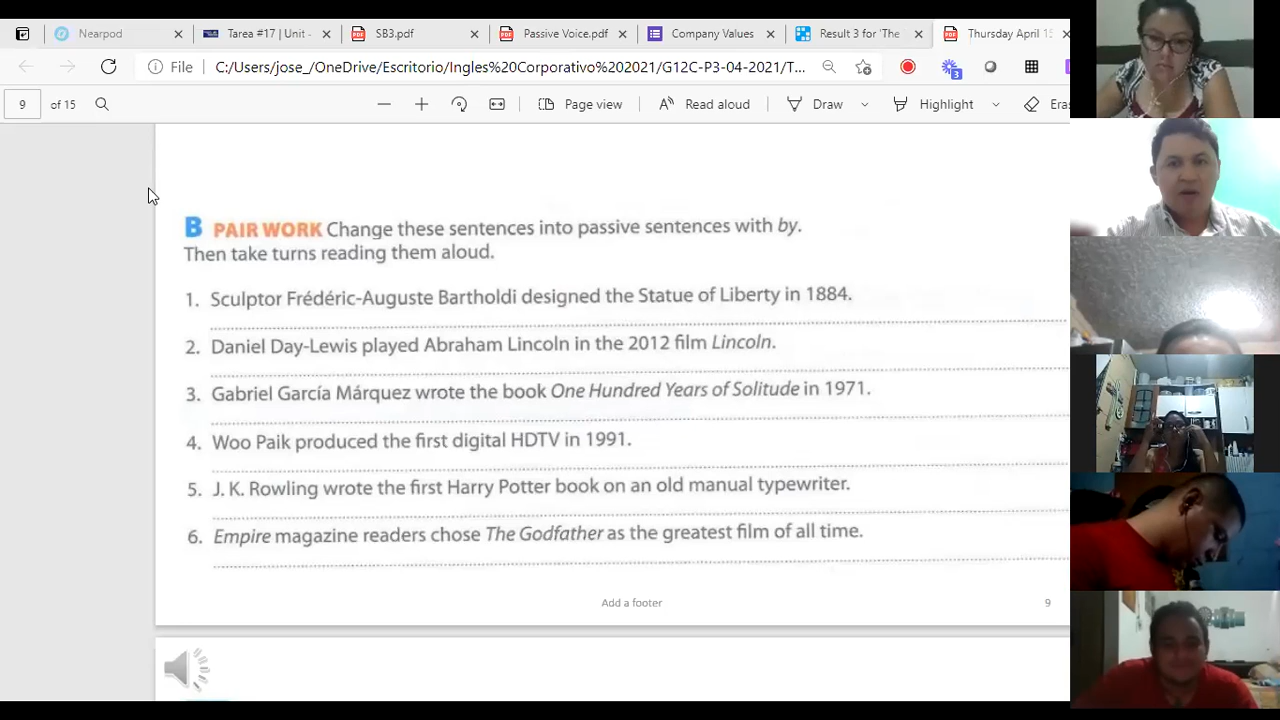 Nearpod
Tarea #17 | Unit -
SB3.pdf
Passive Voice.pdf
Company Values
Result 3 for 'The
Thursday April 15
File
C:/Users/jose_/OneDrive/Escritorio/Ingles%20Corporativo%202021/G12C-P3-04-2021/T...
3
9 of 15
Page view
Read aloud
Draw
Highlight
B PAIR WORK Change these sentences into passive sentences with by.
Then take turns reading them aloud.
1. Sculptor Frédéric-Auguste Bartholdi designed the Statue of Liberty in 1884.
2. Daniel Day-Lewis played Abraham Lincoln in the 2012 film Lincoln.
3. Gabriel García Márquez wrote the book One Hundred Years of Solitude in 1971.
4. Woo Paik produced the first digital HDTV in 1991.
5. J. K. Rowling wrote the first Harry Potter book on an old manual typewriter.
6. Empire magazine readers chose The Godfather as the greatest film of all time.
Add a footer
9